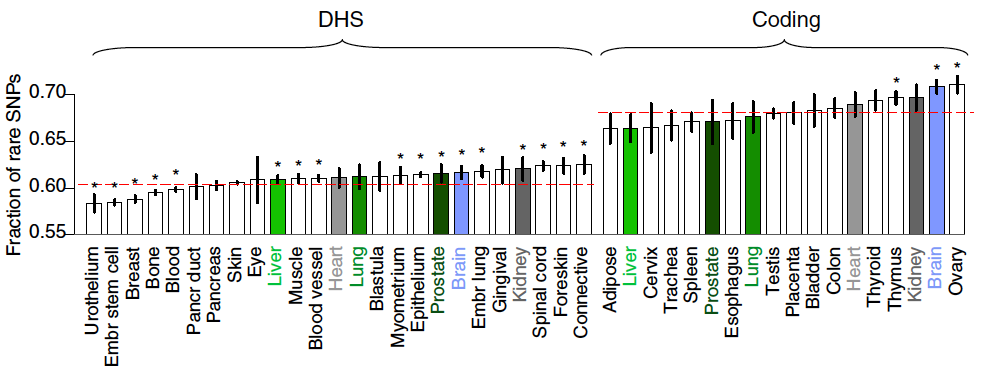 DHS
Coding
Fraction of rare SNPs
0.70
0.65
0.60
0.55
* * * * * * * * * * * * * * * * * *
* * *
Urothelium
Embr stem cell
Breast
Bone
Blood
Pancr duct
Pancreas
Skin
Eye
Liver
Muscle
Blood vessel
Heart
Lung
Blastula
Myometrium
Epithelium
Prostate
Brain
Embr lung
Gingival
Kidney
Spinal cord
Foreskin
Connective
Adipose
Liver
Cervix
Trachea
Spleen
Prostate
Esophagus
Lung
Testis
Placenta
Bladder
Colon
Heart
Thyroid
Thymus
Kidney
Brain
Ovary